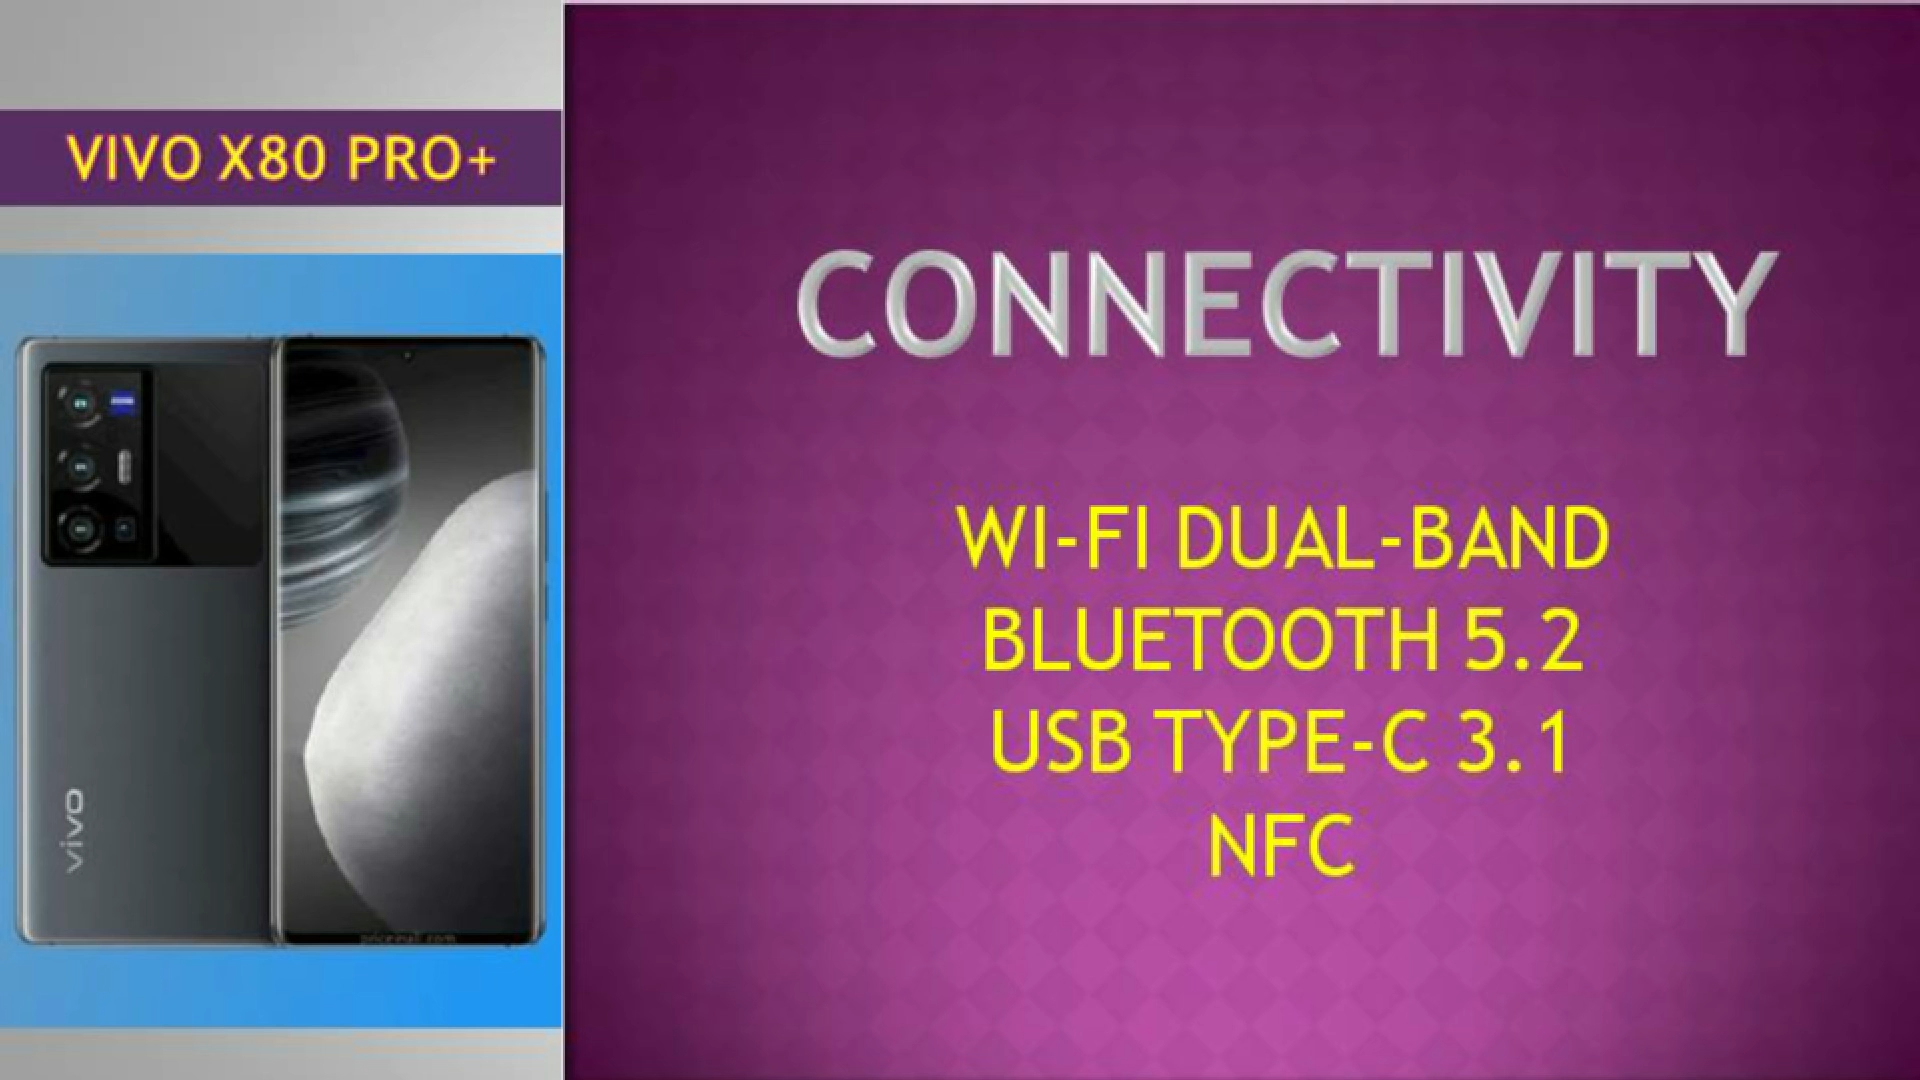 VIVO X80 PRO+
vivo
CONNECTIVITY
WI-FI DUAL-BAND
BLUETOOTH 5.2
USB TYPE-C 3.1
NFC